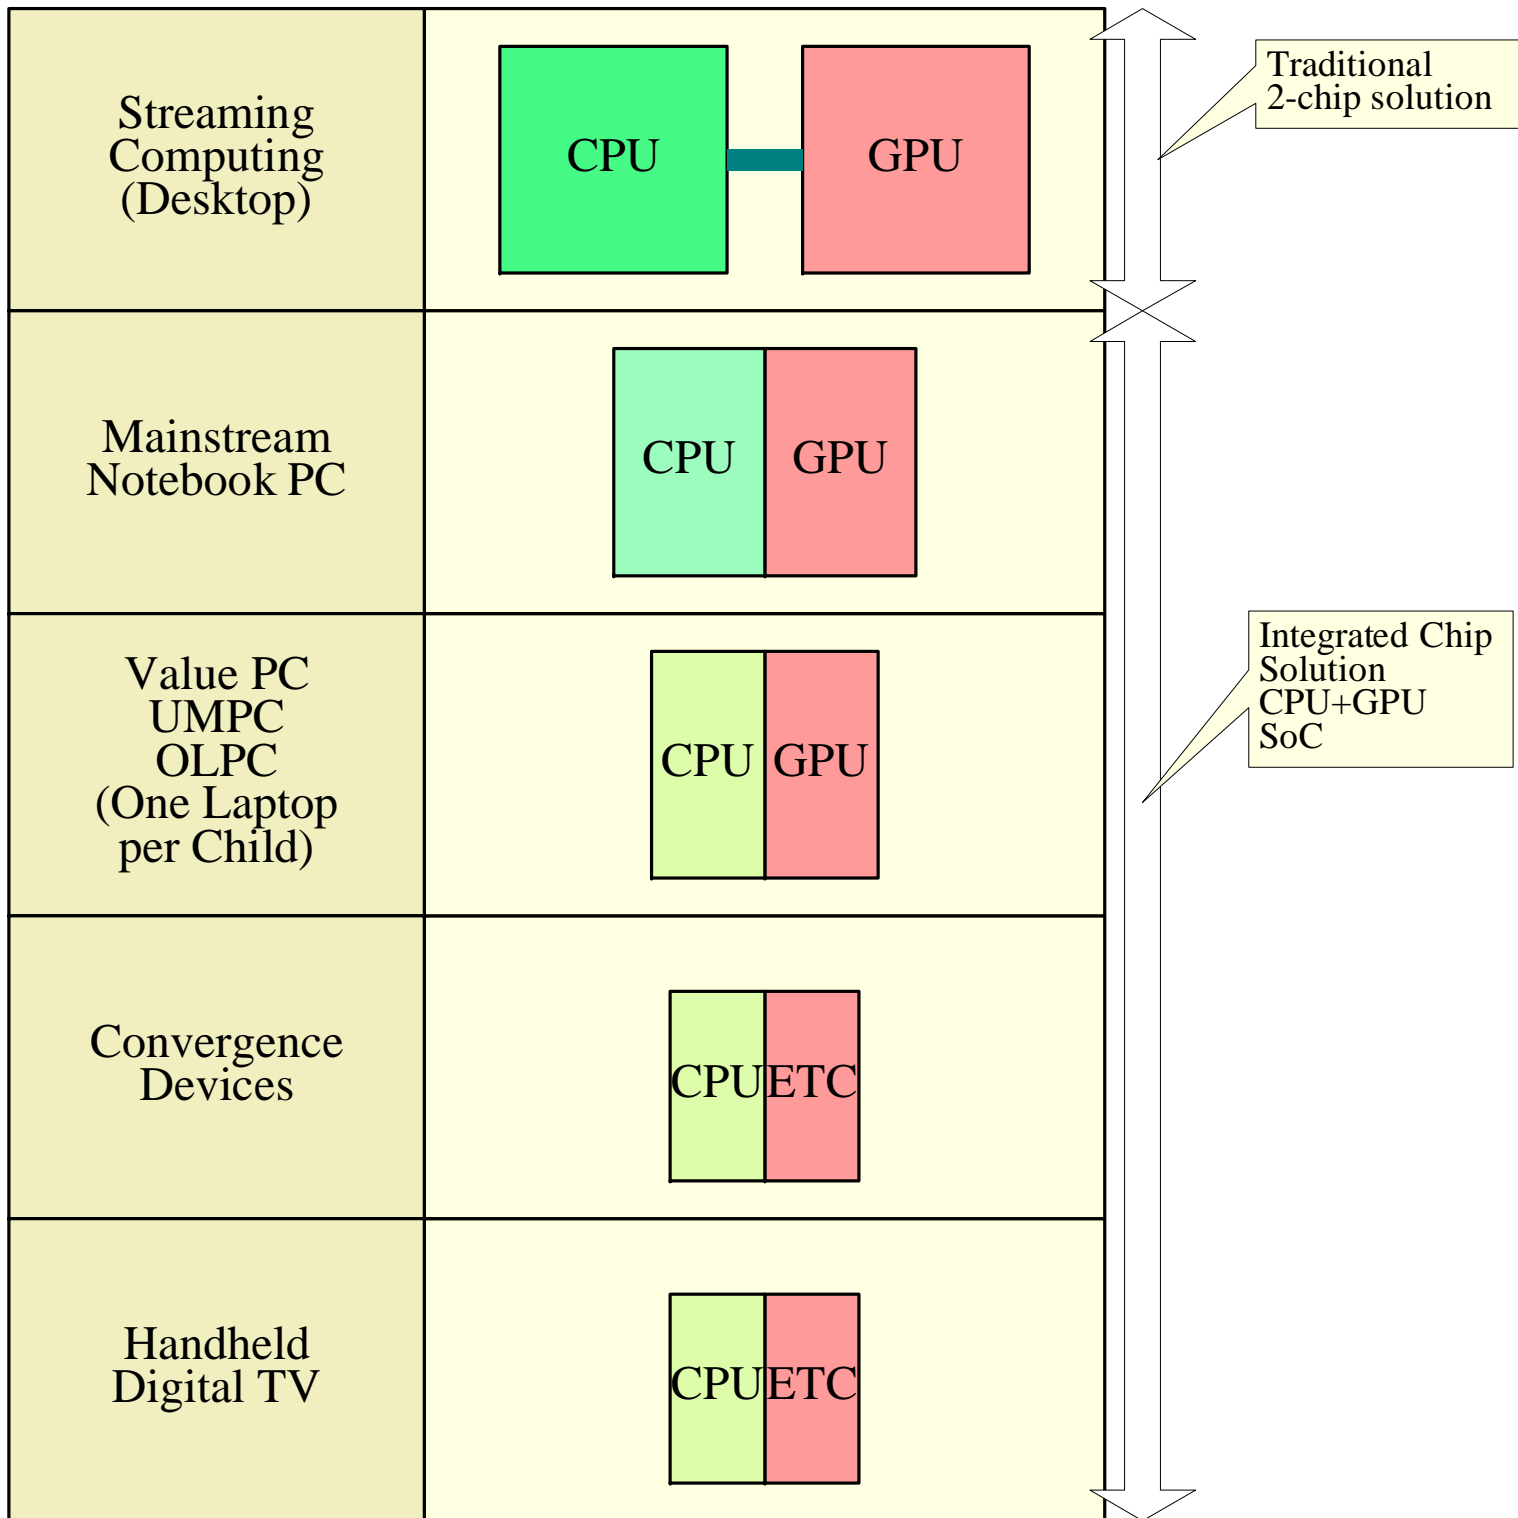 Streaming
Computing
(Desktop)
CPU
GPU
Traditional
2-chip solution
Mainstream
Notebook PC
CPU
GPU
Value PC
UMPC
OLPC
(One Laptop
per Child)
CPU
GPU
Integrated Chip
Solution
CPU+GPU
SoC
Convergence
Devices
CPU
ETC
Handheld
Digital TV
CPU
ETC